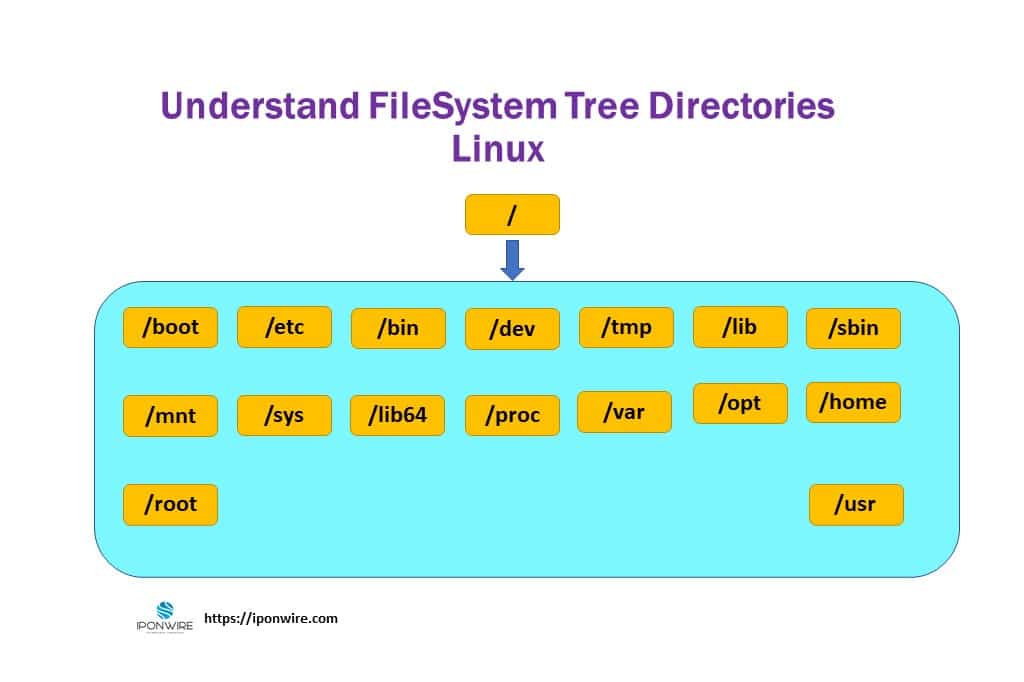 Understand FileSystem Tree Directories
Linux
/
/boot /etc /bin /dev /tmp /lib /sbin
/mnt /sys /lib64 /proc /var /opt /home
/root /usr
IPONWIRE https://iponwire.com